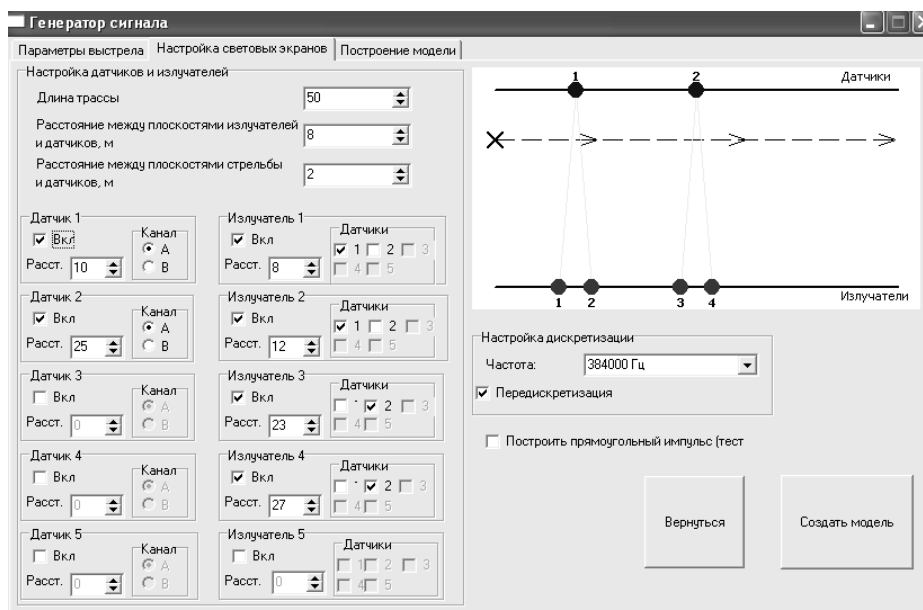 Генератор сигнала
Параметры выстрела Настройка световых экранов Построение модели
Настройка датчиков и излучателей
Длина трассы 50
Расстояние между плоскостями излучателей
и датчиков, м 8
Расстояние между плоскостями стрельбы
и датчиков, м 2
Датчик 1
Вкл
Расст. 10
Канал
A
B
Излучатель 1
Вкл
Расст. 8
Датчики
1 2 3
4 5
Датчик 2
Вкл
Расст. 25
Канал
A
B
Излучатель 2
Вкл
Расст. 12
Датчики
1 2 3
4 5
Датчик 3
Вкл
Расст. 0
Канал
A
B
Излучатель 3
Вкл
Расст. 23
Датчики
2 3
4 5
Датчик 4
Вкл
Расст. 0
Канал
A
B
Излучатель 4
Вкл
Расст. 27
Датчики
2 3
4 5
Датчик 5
Вкл
Расст. 0
Канал
A
B
Излучатель 5
Вкл
Расст. 0
Датчики
1 2 3
4 5
1 2 Датчики
Излучатели
1 2 3 4
Настройка дискретизации
Частота: 384000 Гц
Передискретизация
Построить прямоугольный импульс (тест
Вернуться
Создать модель